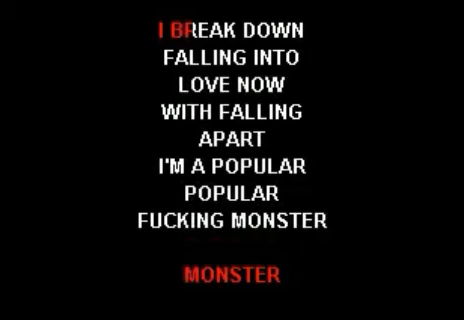 I BREAK DOWN
FALLING INTO
LOVE NOW
WITH FALLING
APART
I'M A POPULAR
POPULAR
FUCKING MONSTER
MONSTER